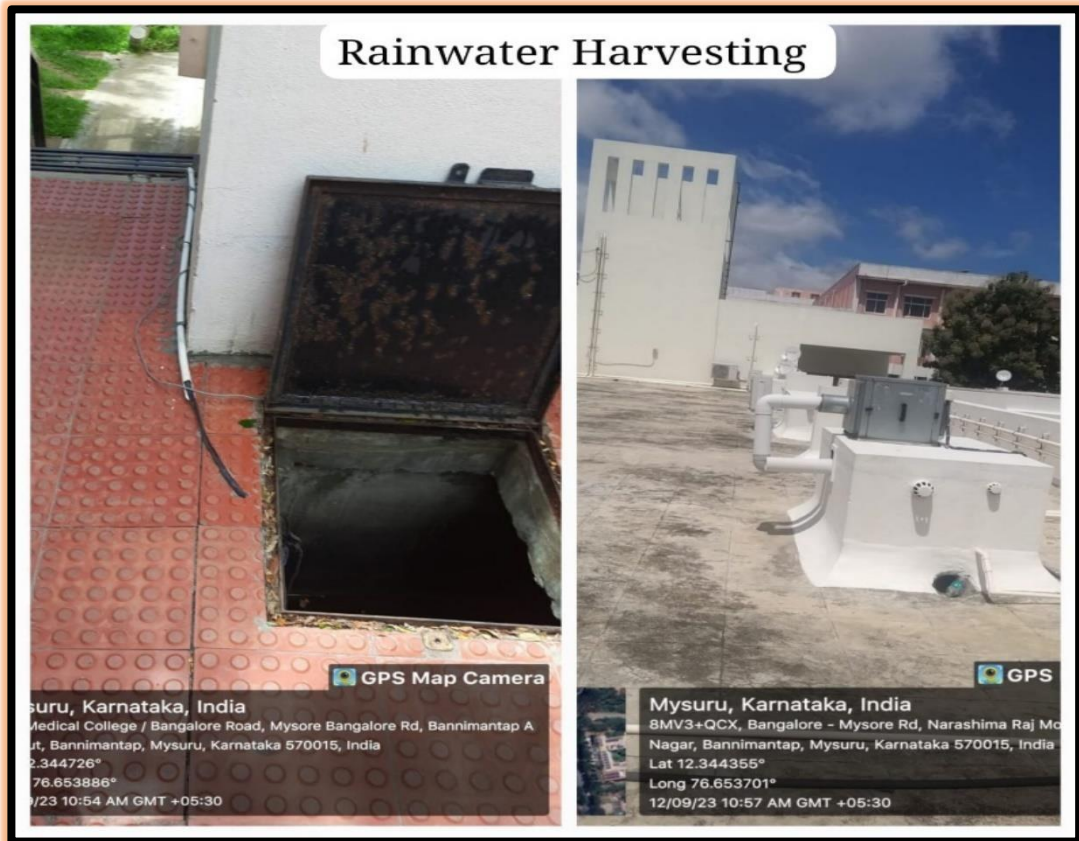 Rainwater Harvesting
GPS Map Camera
suru, Karnataka, India
Medical College / Bangalore Road, Mysore Bangalore Rd, Bannimantap A
ut, Bannimantap, Mysuru, Karnataka 570015, India
2.344726°
76.653886°
9/23 10:54 AM GMT +05:30
GPS
Mysuru, Karnataka, India
8MV3+QCX, Bangalore - Mysore Rd, Narashima Raj Mo
Nagar, Bannimantap, Mysuru, Karnataka 570015, India
Lat 12.344355°
Long 76.653701°
12/09/23 10:57 AM GMT +05:30